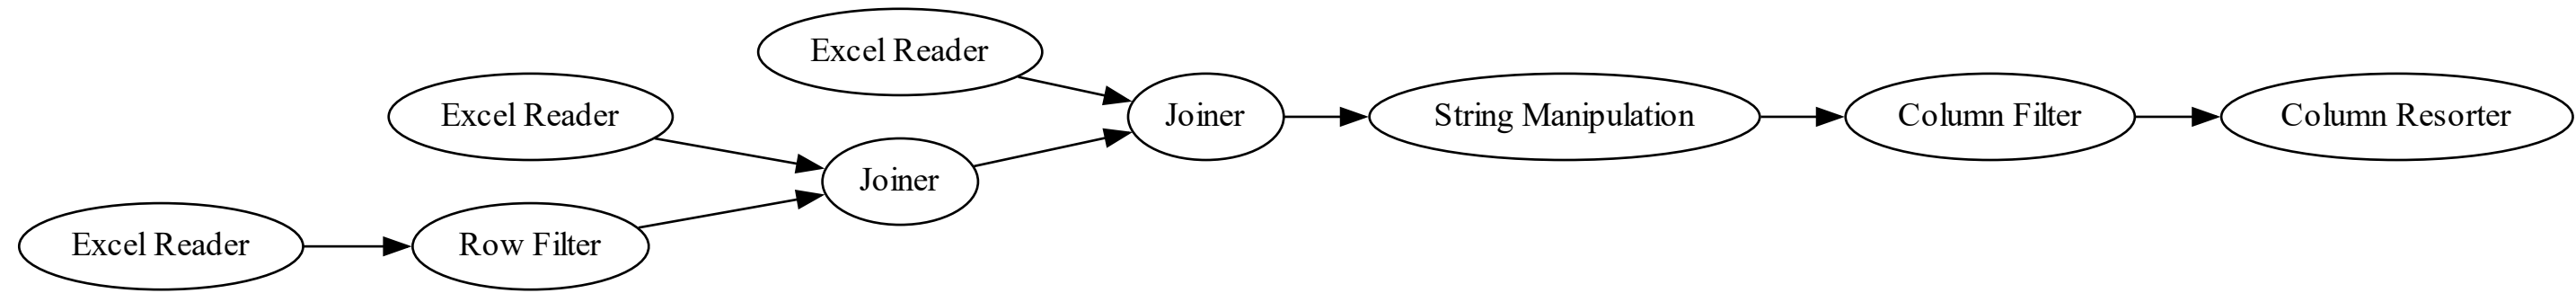 Excel Reader
Excel Reader
Joiner
String Manipulation
Column Filter
Column Resorter
Joiner
Excel Reader
Row Filter